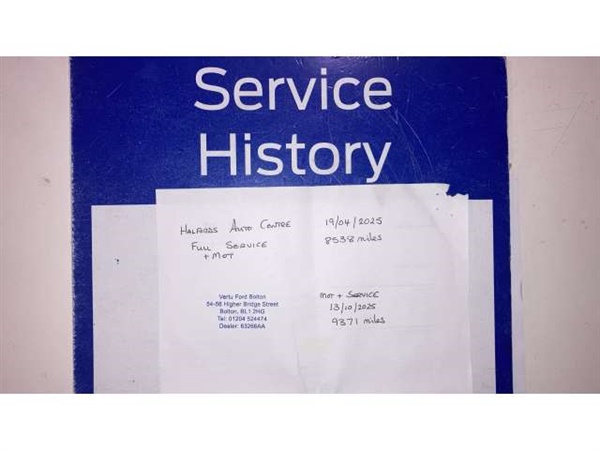 Service
History
HALFORDS AUTO CENTRE 19/04/2025
FULL SERVICE 8538 miles
+ MOT
Vertu Ford Bolton
54-56 Higher Bridge Street
Bolton, BL1 2HG
Tel: 01204 524474
Dealer: 63266AA
MOT + SERVICE
13/10/2025
9371 miles